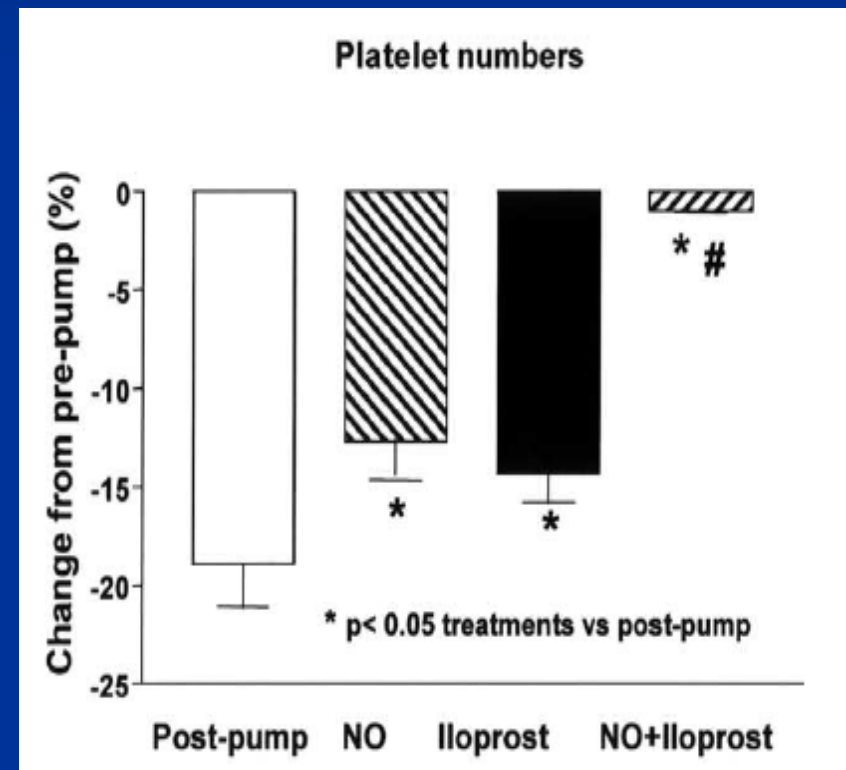 Platelet numbers
Change from pre-pump (%)
0
-5
-10
-15
-20
-25
* #
*
*
* p< 0.05 treatments vs post-pump
Post-pump NO Iloprost NO+Iloprost